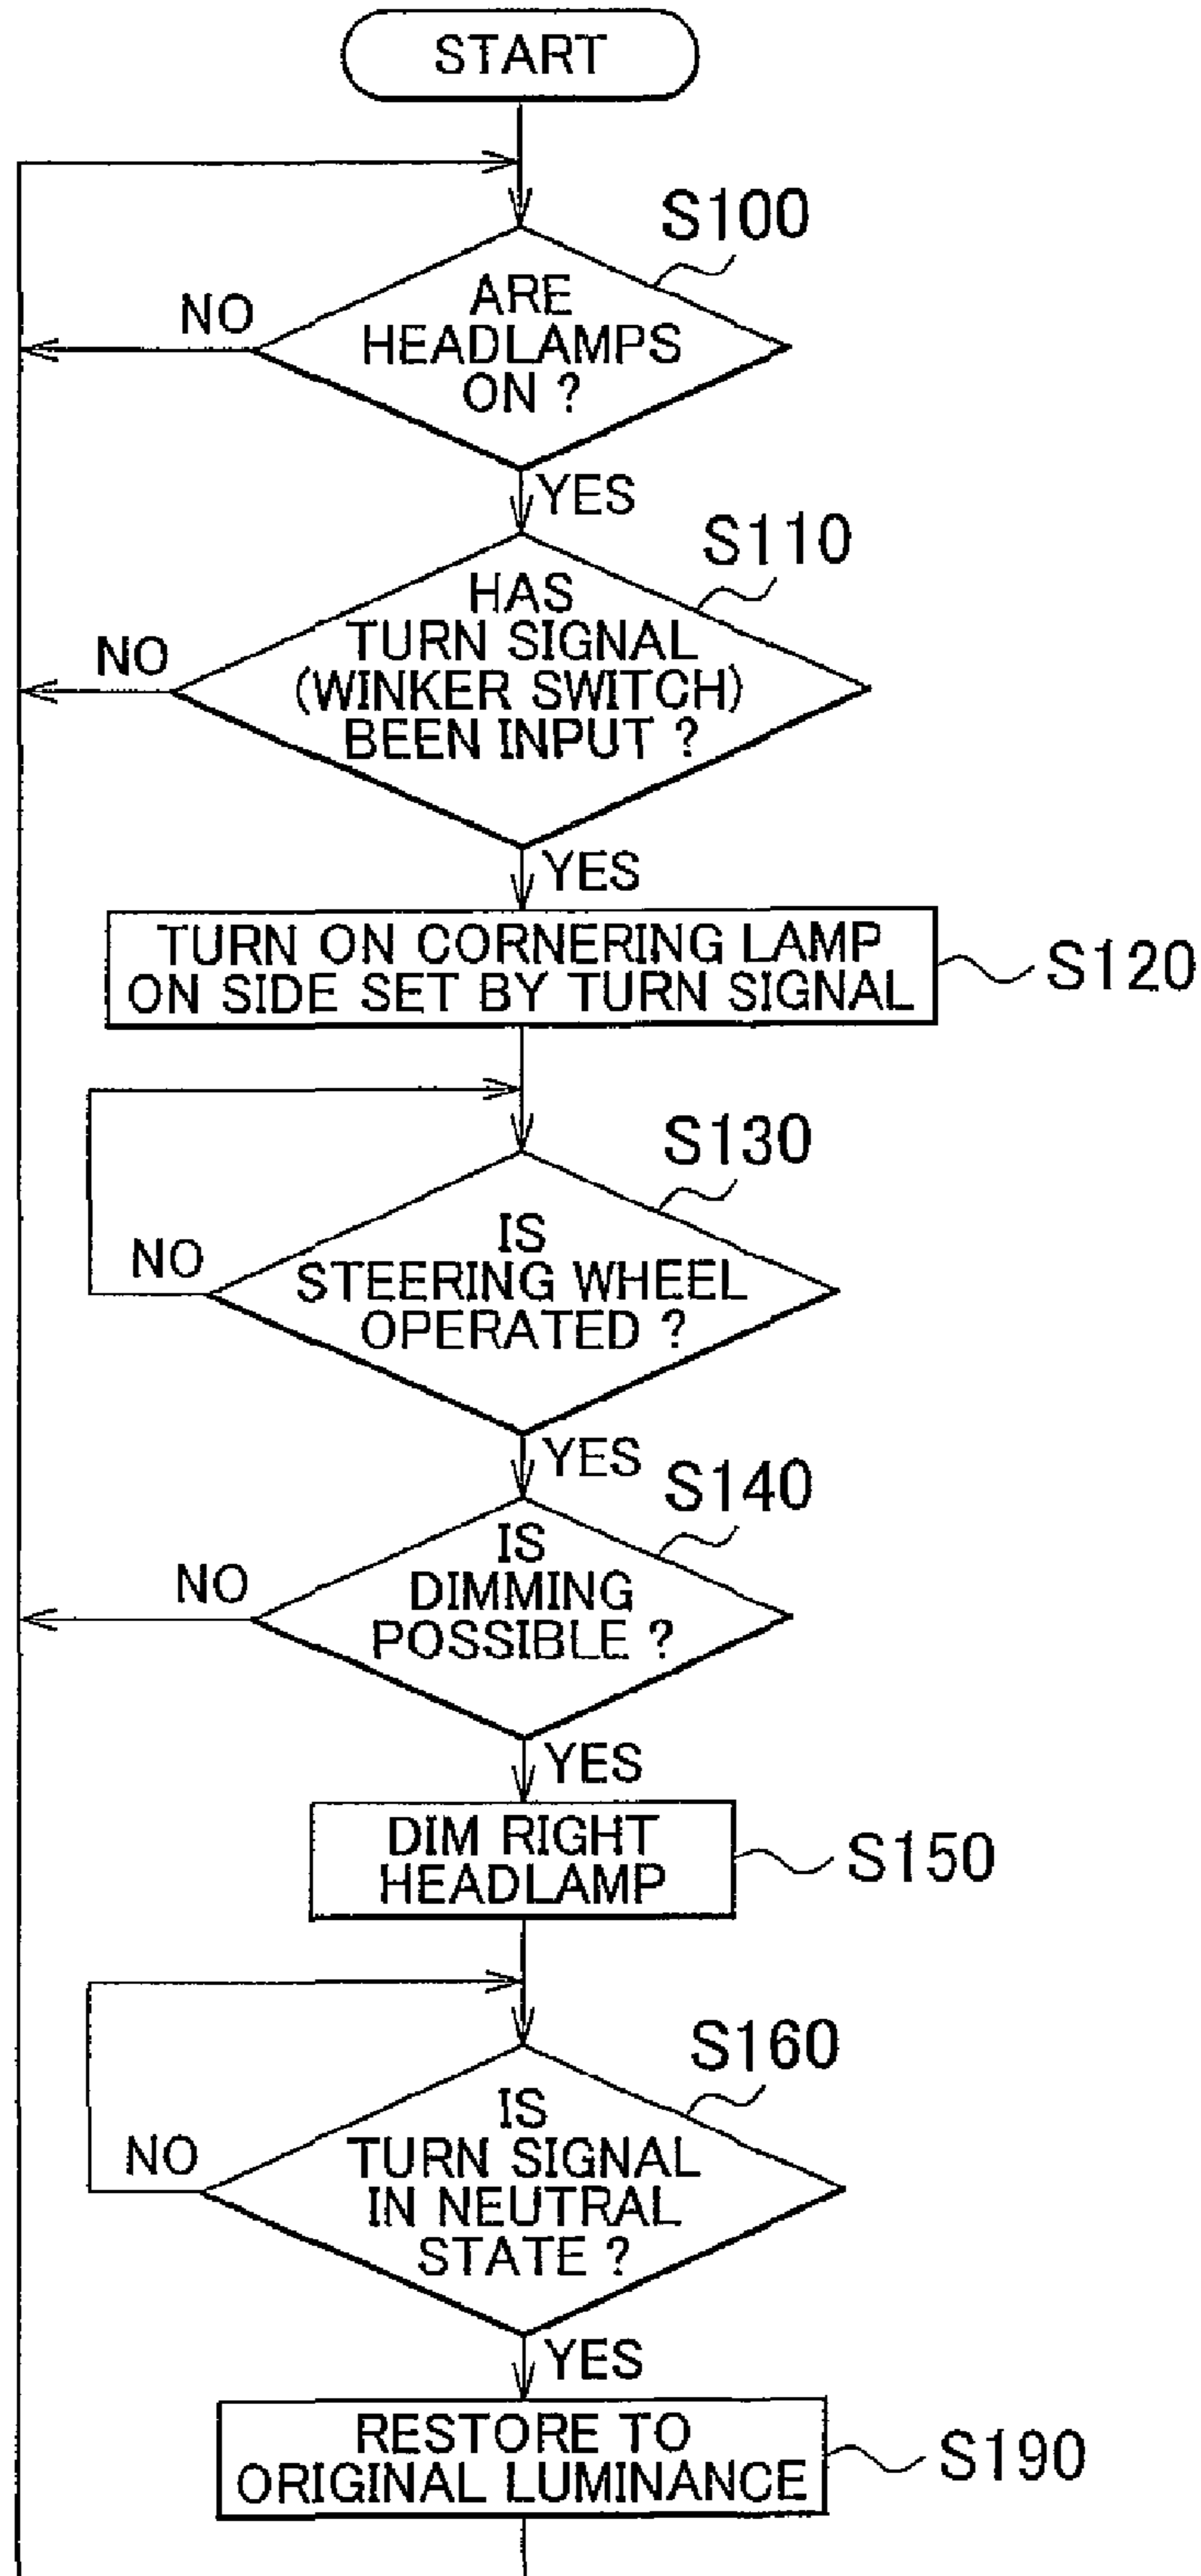 START
S100
ARE
HEADLAMPS
ON ?
NO
YES
S110
HAS
TURN SIGNAL
(WINKER SWITCH)
BEEN INPUT ?
NO
YES
TURN ON CORNERING LAMP
ON SIDE SET BY TURN SIGNAL
S120
S130
IS
STEERING WHEEL
OPERATED ?
NO
YES
S140
IS
DIMMING
POSSIBLE ?
NO
YES
DIM RIGHT
HEADLAMP
S150
S160
IS
TURN SIGNAL
IN NEUTRAL
STATE ?
NO
YES
RESTORE TO
ORIGINAL LUMINANCE
S190